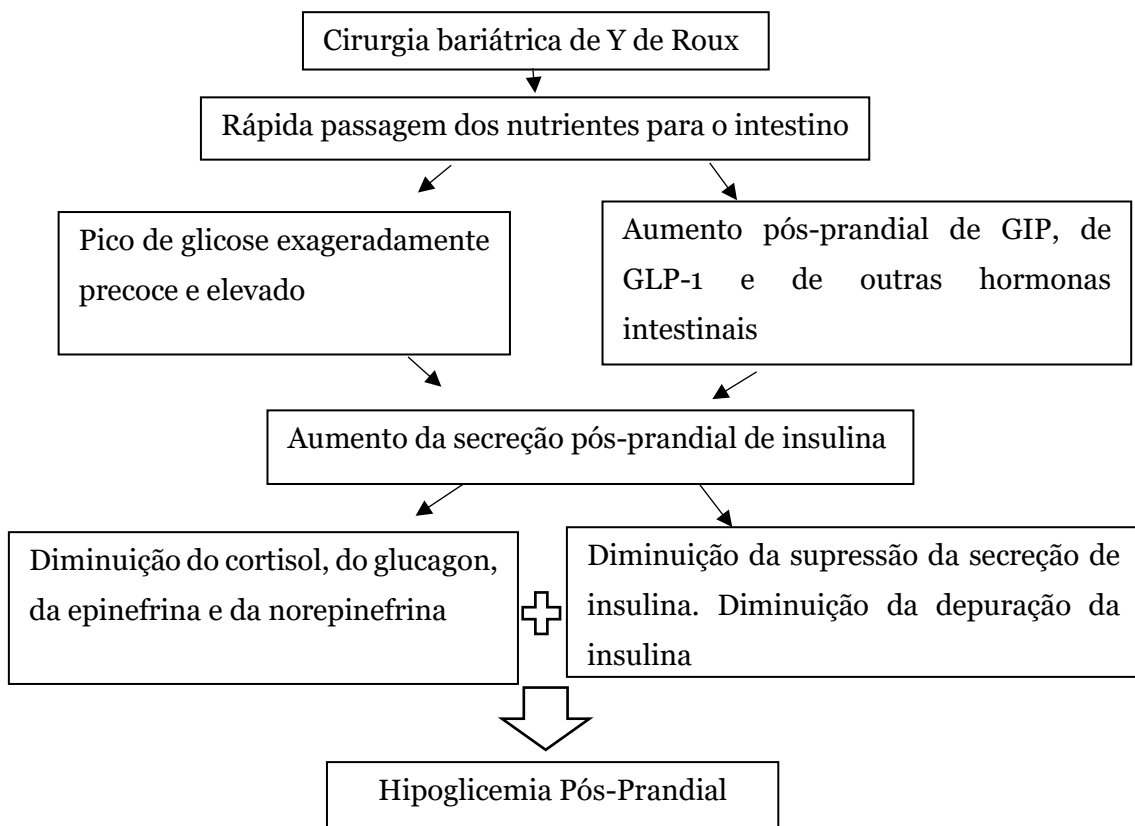 Cirurgia bariátrica de Y de Roux
Rápida passagem dos nutrientes para o intestino
Pico de glicose exageradamente
precoce e elevado
Aumento pós-prandial de GIP, de
GLP-1 e de outras hormonas
intestinais
Aumento da secreção pós-prandial de insulina
Diminuição do cortisol, do glucagon,
da epinefrina e da norepinefrina
Diminuição da supressão da secreção de
insulina. Diminuição da depuração da
insulina
Hipoglicemia Pós-Prandial